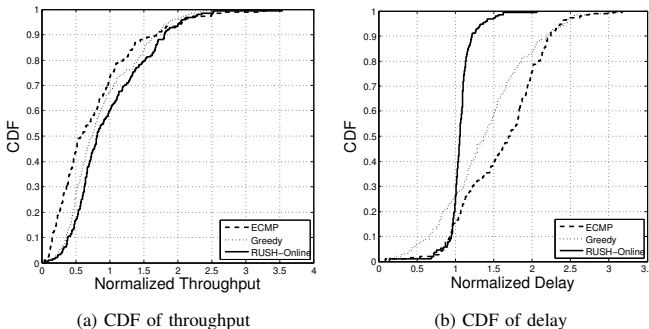 1
0.9
0.8
0.7
0.6
0.5
0.4
0.3
0.2
0.1
0
CDF
0 0.5 1 1.5 2 2.5 3 3.5 4
Normalized Throughput
ECMP
Greedy
RUSH−Online
(a) CDF of throughput
1
0.9
0.8
0.7
0.6
0.5
0.4
0.3
0.2
0.1
0
CDF
0 0.5 1 1.5 2 2.5 3 3.5
Normalized Delay
ECMP
Greedy
RUSH−Online
(b) CDF of delay